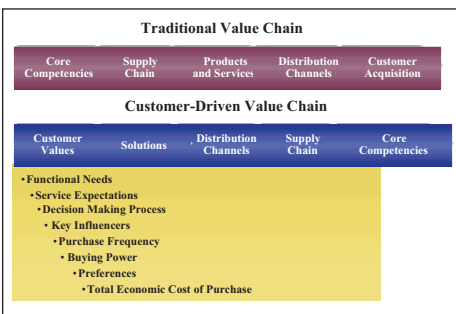 Traditional Value Chain
Core Competencies
Supply Chain
Products and Services
Distribution Channels
Customer Acquisition
Customer-Driven Value Chain
Customer Values
Solutions
Distribution Channels
Supply Chain
Core Competencies
•Functional Needs
•Service Expectations
•Decision Making Process
•Key Influencers
•Purchase Frequency
•Buying Power
•Preferences
•Total Economic Cost of Purchase